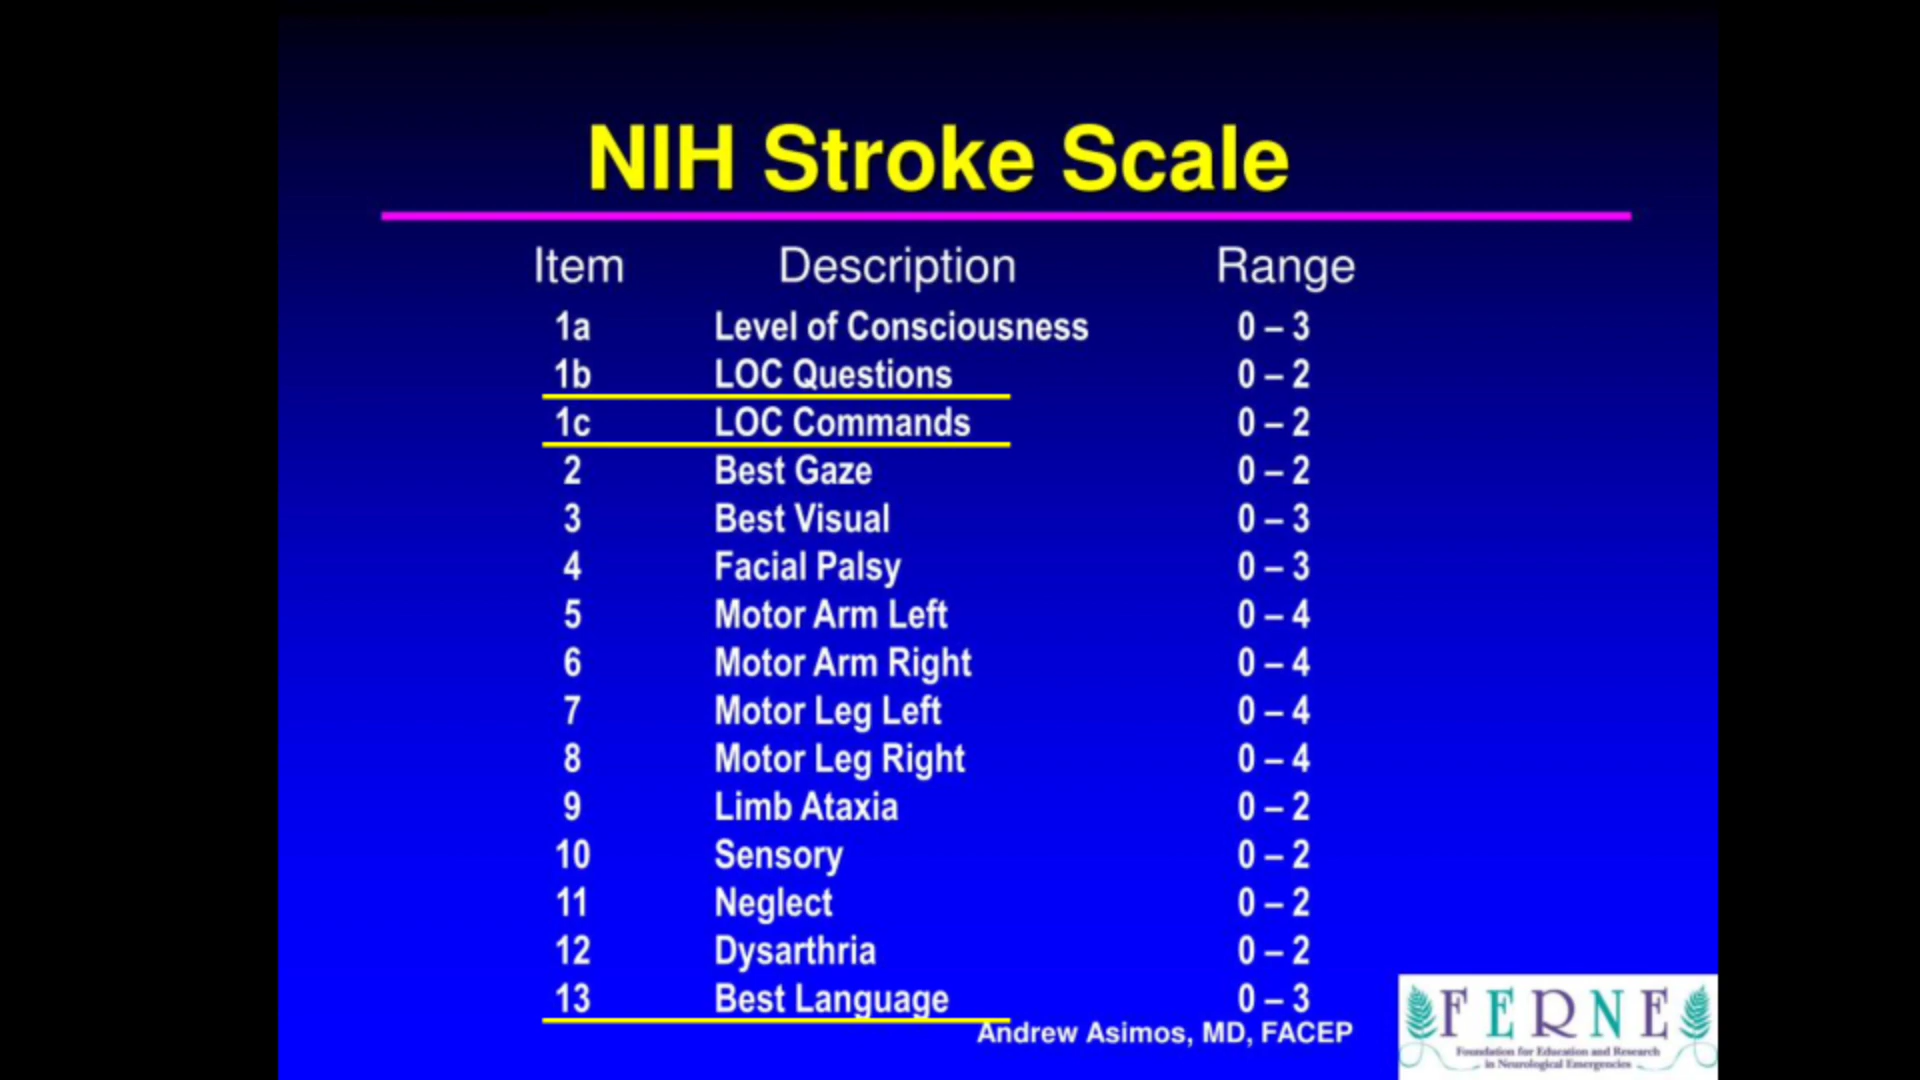 NIH Stroke Scale
Item Description Range
1a Level of Consciousness 0 – 3
1b LOC Questions 0 – 2
1c LOC Commands 0 – 2
2 Best Gaze 0 – 2
3 Best Visual 0 – 3
4 Facial Palsy 0 – 3
5 Motor Arm Left 0 – 4
6 Motor Arm Right 0 – 4
7 Motor Leg Left 0 – 4
8 Motor Leg Right 0 – 4
9 Limb Ataxia 0 – 2
10 Sensory 0 – 2
11 Neglect 0 – 2
12 Dysarthria 0 – 2
13 Best Language 0 – 3
Andrew Asimos, MD, FACEP
FERNE
Foundation for Education and Research
in Neurological Emergencies